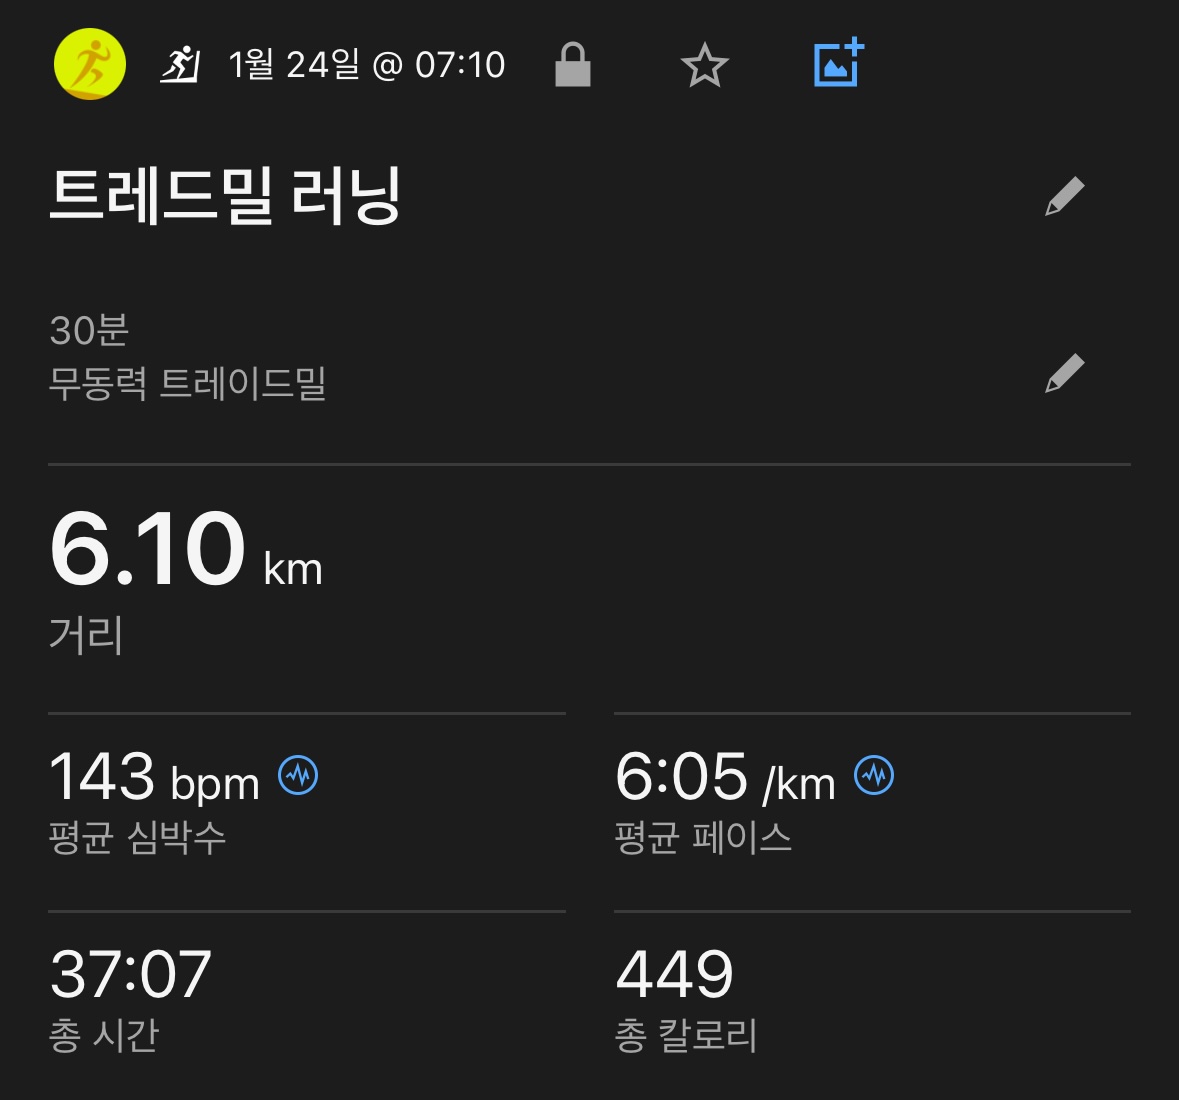 1월 24일 @ 07:10
트레드밀 러닝
30분
무동력 트레이드밀
6.10 km
거리
143 bpm
평균 심박수
6:05 /km
평균 페이스
37:07
총 시간
449
총 칼로리